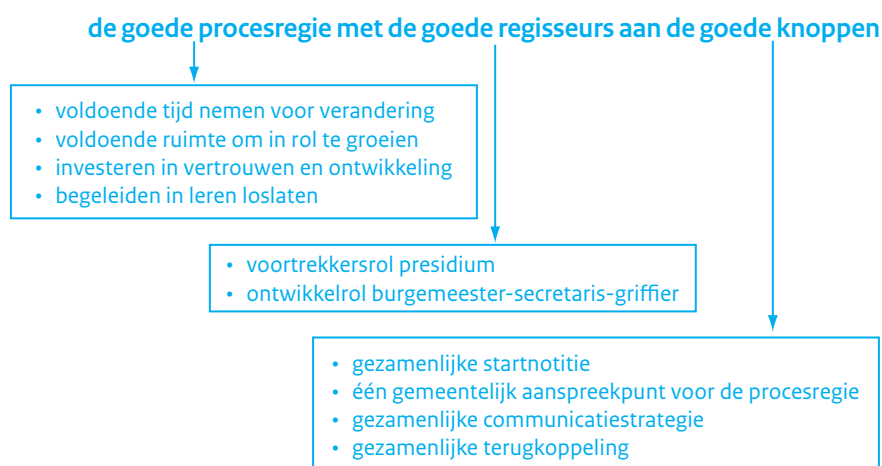 de goede procesregie met de goede regisseurs aan de goede knoppen
• voldoende tijd nemen voor verandering
• voldoende ruimte om in rol te groeien
• investeren in vertrouwen en ontwikkeling
• begeleiden in leren loslaten
• voortrekkersrol presidium
• ontwikkelrol burgemeester-secretaris-griffier
• gezamenlijke startnotitie
• één gemeentelijk aanspreekpunt voor de procesregie
• gezamenlijke communicatiestrategie
• gezamenlijke terugkoppeling